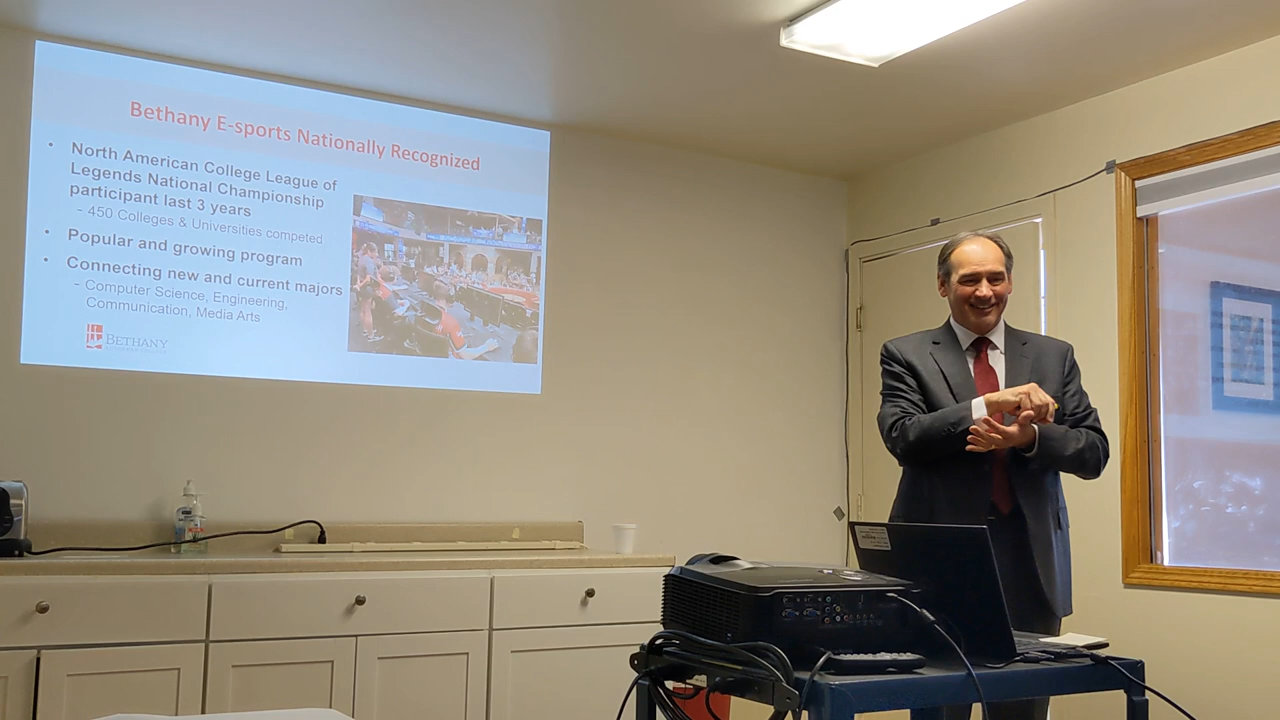 Bethany E-sports Nationally Recognized
• North American College League of
Legends National Championship
participant last 3 years
- 450 Colleges & Universities competed
• Popular and growing program
• Connecting new and current majors
- Computer Science, Engineering,
Communication, Media Arts
BETHANY